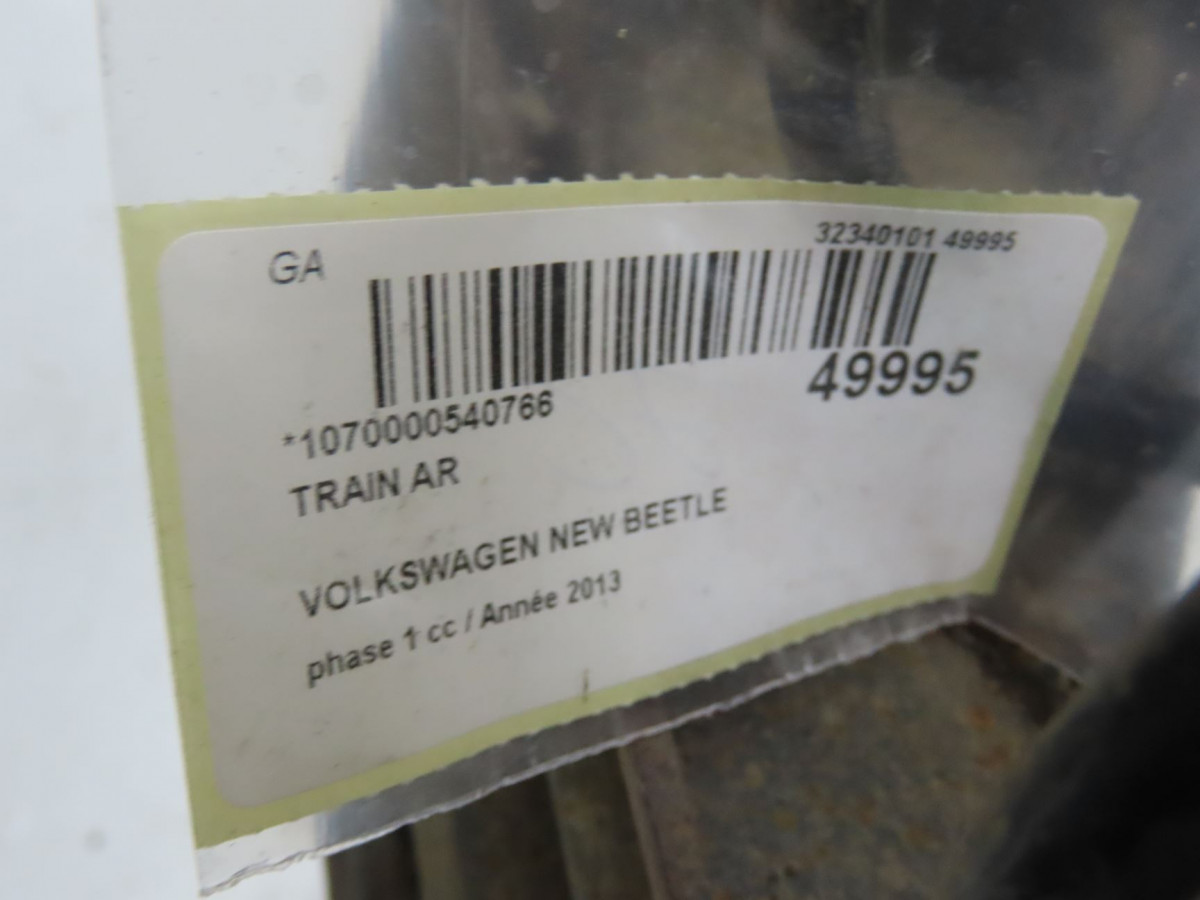 GA
32340101 49995
49995
*1070000540766
TRAIN AR
VOLKSWAGEN NEW BEETLE
phase 1 cc / Année 2013